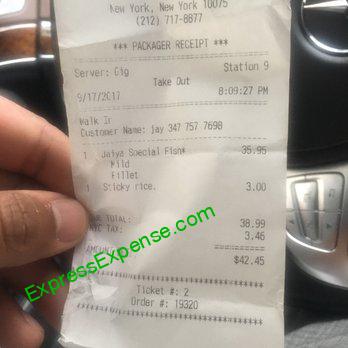 New York, New York 10075
(212) 717-8877
*** PACKAGER RECEIPT ***
Server: Gig Station 9
Take Out
9/17/2017 8:09:27 PM
Walk In
Customer Name: jay 347 757 7698
1 Jaiya Special Fish* 35.95
Mild
Fillet
1 Sticky rice. 3.00
TOTAL: 38.99
NYC TAX: 3.46
AMOUNT
$42.45
ExpressExpense.com
Ticket #: 2
Order #: 19320